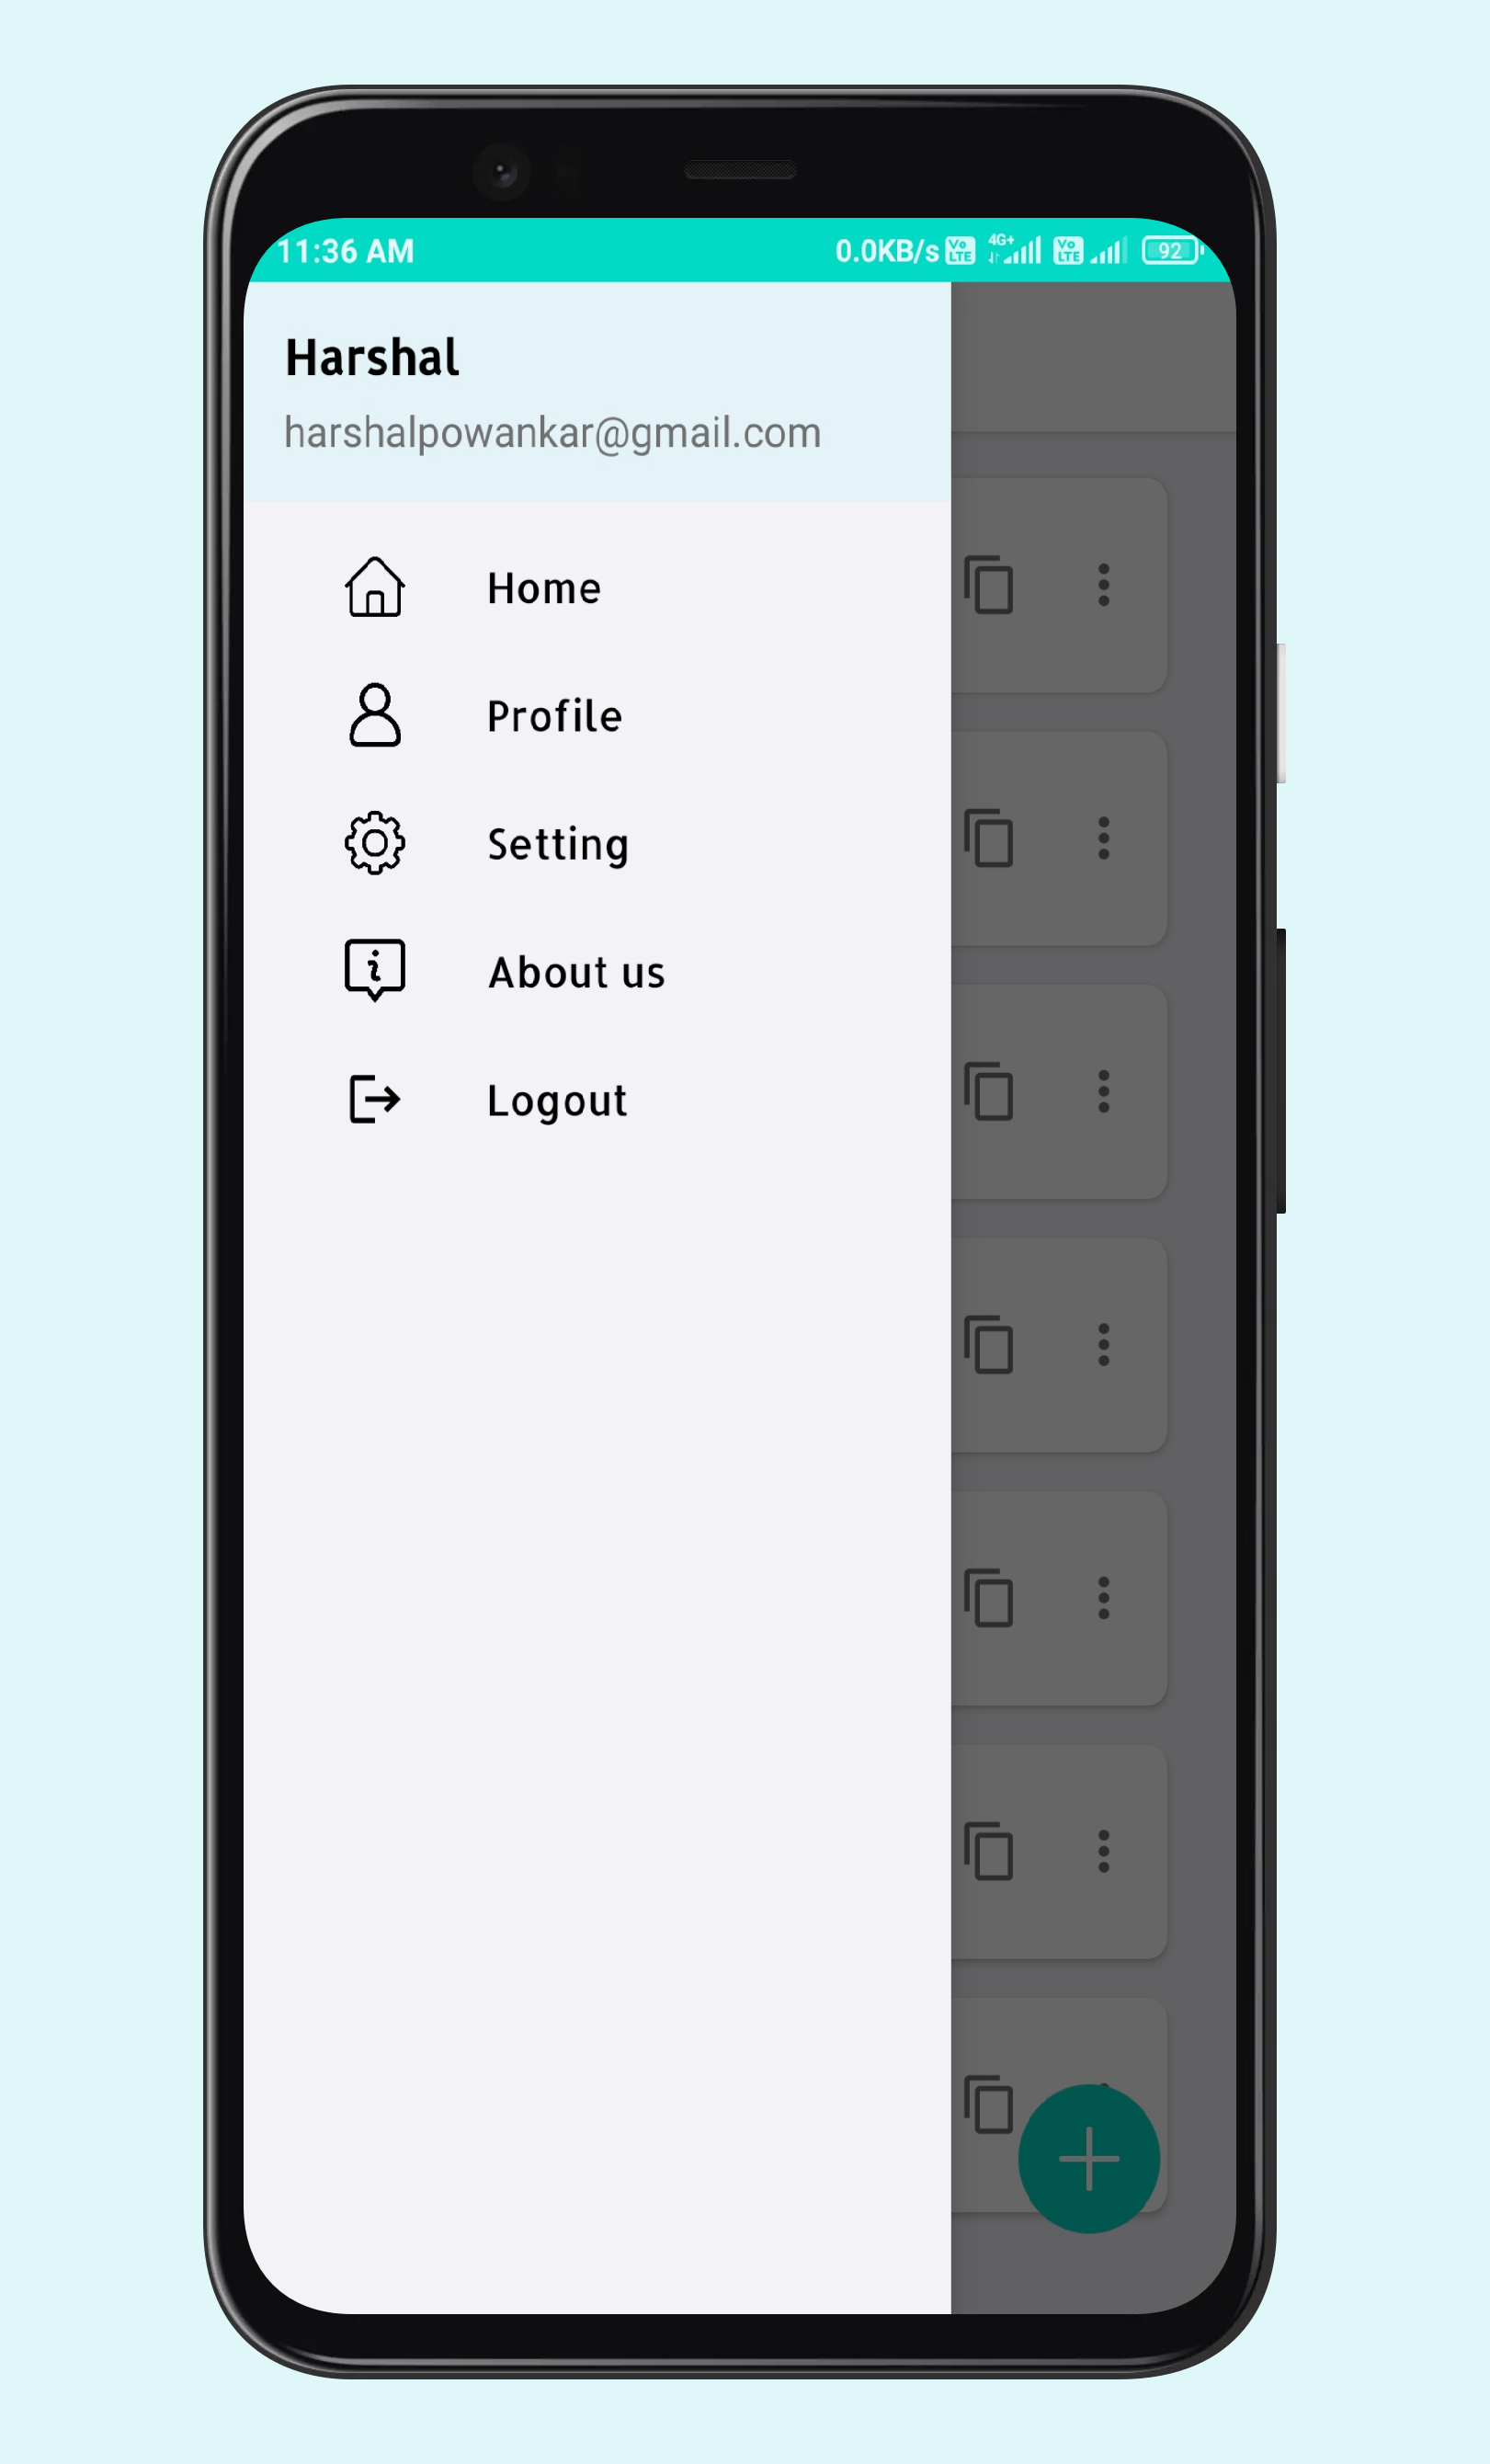 11:36 AM 0.0KB/s Vo LTE 4G+ Vo LTE 92
Harshal
harshalpowankar@gmail.com
Home
Profile
Setting
About us
Logout